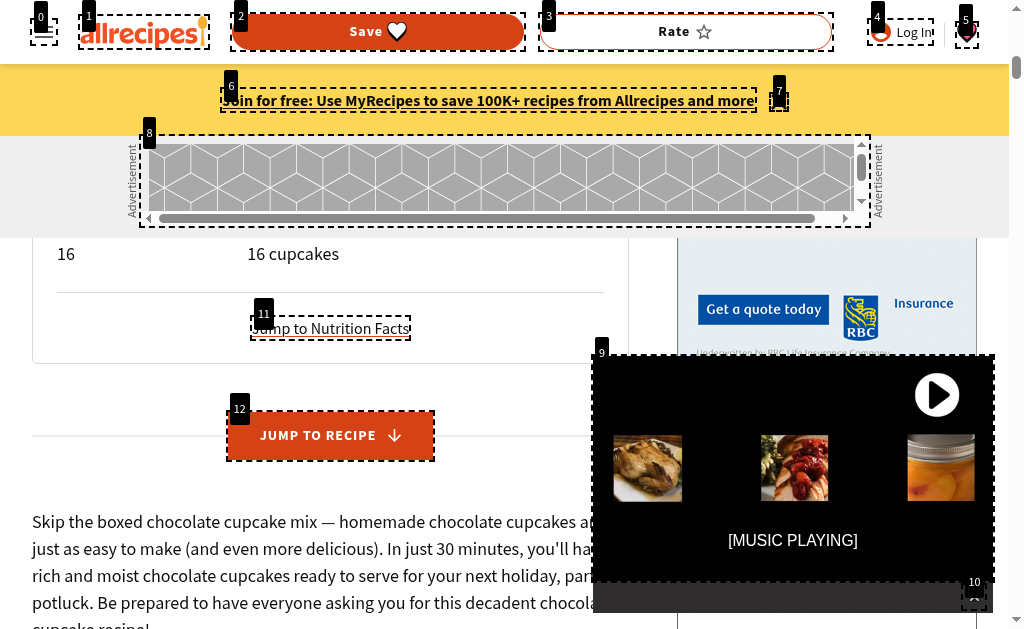 0
1
2
3
4
5
allrecipes
Save
Rate
Log In
6
7
Join for free: Use MyRecipes to save 100K+ recipes from Allrecipes and more
8
Advertisement
Advertisement
16
16 cupcakes
11
Jump to Nutrition Facts
Get a quote today
RBC
Insurance
Underwritten by RBC Life Insurance Company
9
12
JUMP TO RECIPE
[MUSIC PLAYING]
10
Skip the boxed chocolate cupcake mix — homemade chocolate cupcakes a
just as easy to make (and even more delicious). In just 30 minutes, you'll ha
rich and moist chocolate cupcakes ready to serve for your next holiday, par
potluck. Be prepared to have everyone asking you for this decadent chocola
cupcake recipe!